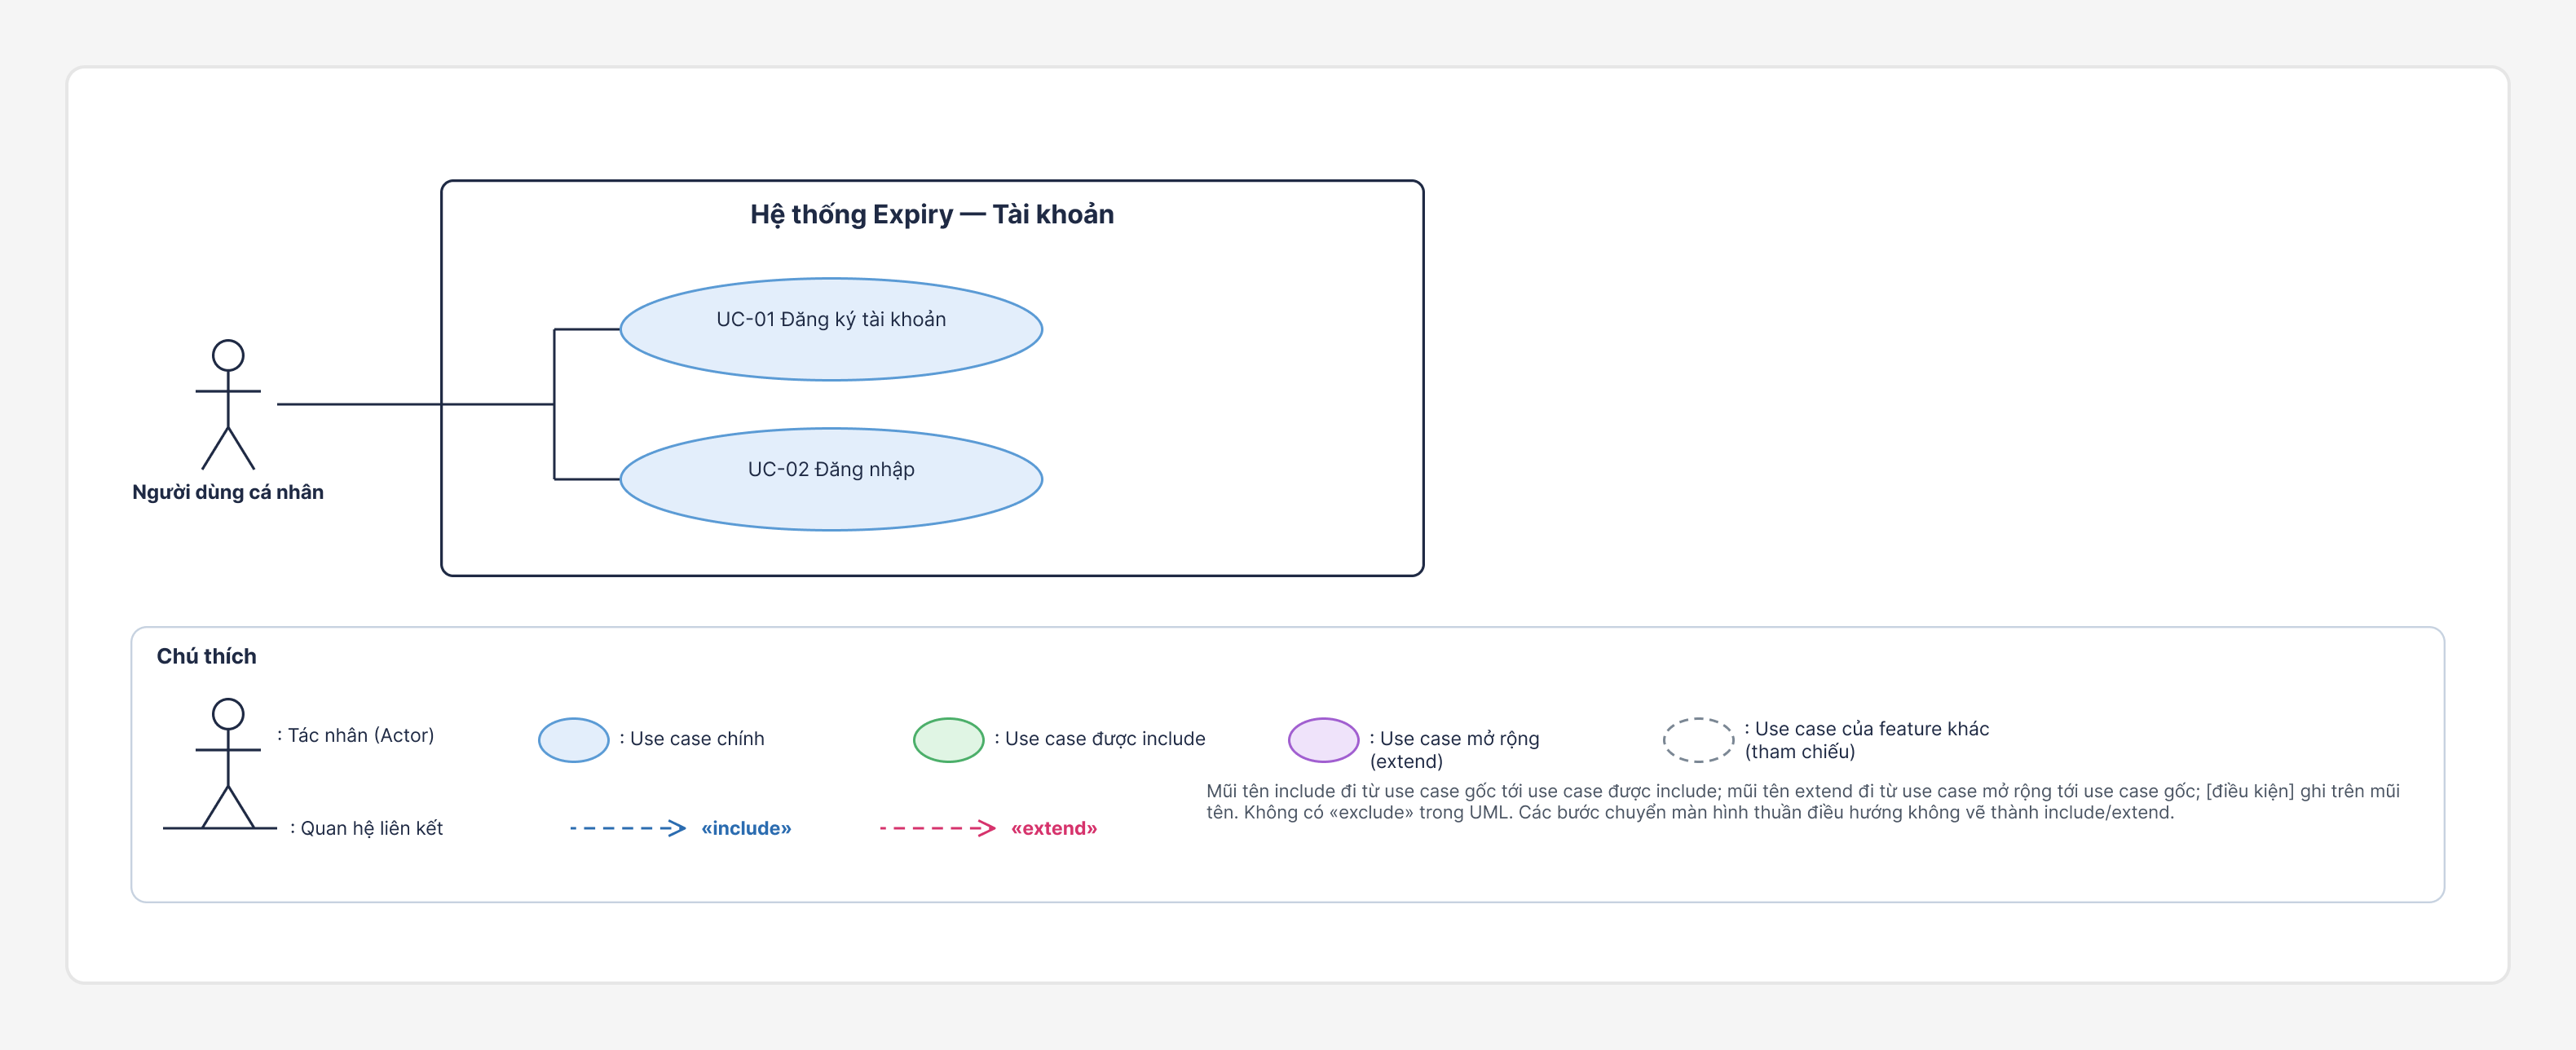 Hệ thống Expiry — Tài khoản
UC-01 Đăng ký tài khoản
UC-02 Đăng nhập
Người dùng cá nhân
Chú thích
: Tác nhân (Actor)
: Use case chính
: Use case được include
: Use case mở rộng
(extend)
: Use case của feature khác
(tham chiếu)
: Quan hệ liên kết
«include»
«extend»
Mũi tên include đi từ use case gốc tới use case được include; mũi tên extend đi từ use case mở rộng tới use case gốc; [điều kiện] ghi trên mũi
tên. Không có «exclude» trong UML. Các bước chuyển màn hình thuần điều hướng không vẽ thành include/extend.